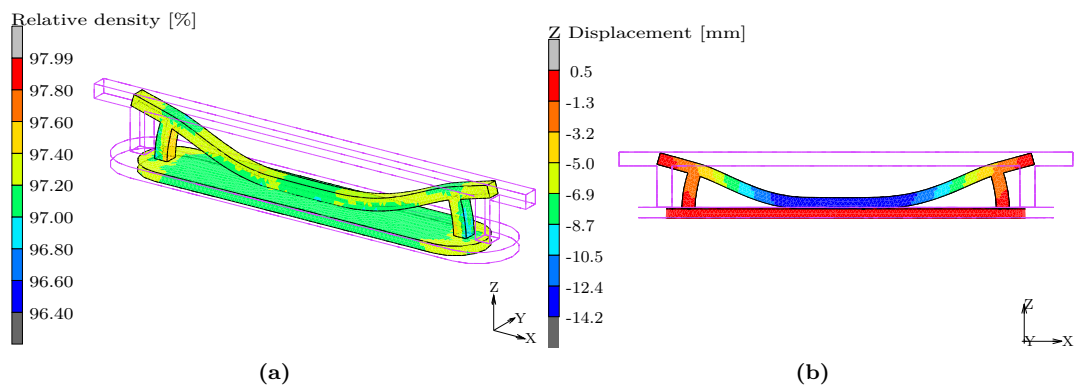 Relative density [%]
97.99
97.80
97.60
97.40
97.20
97.00
96.80
96.60
96.40
Z
Y
X
(a)
Z Displacement [mm]
0.5
-1.3
-3.2
-5.0
-6.9
-8.7
-10.5
-12.4
-14.2
Z
Y X
(b)